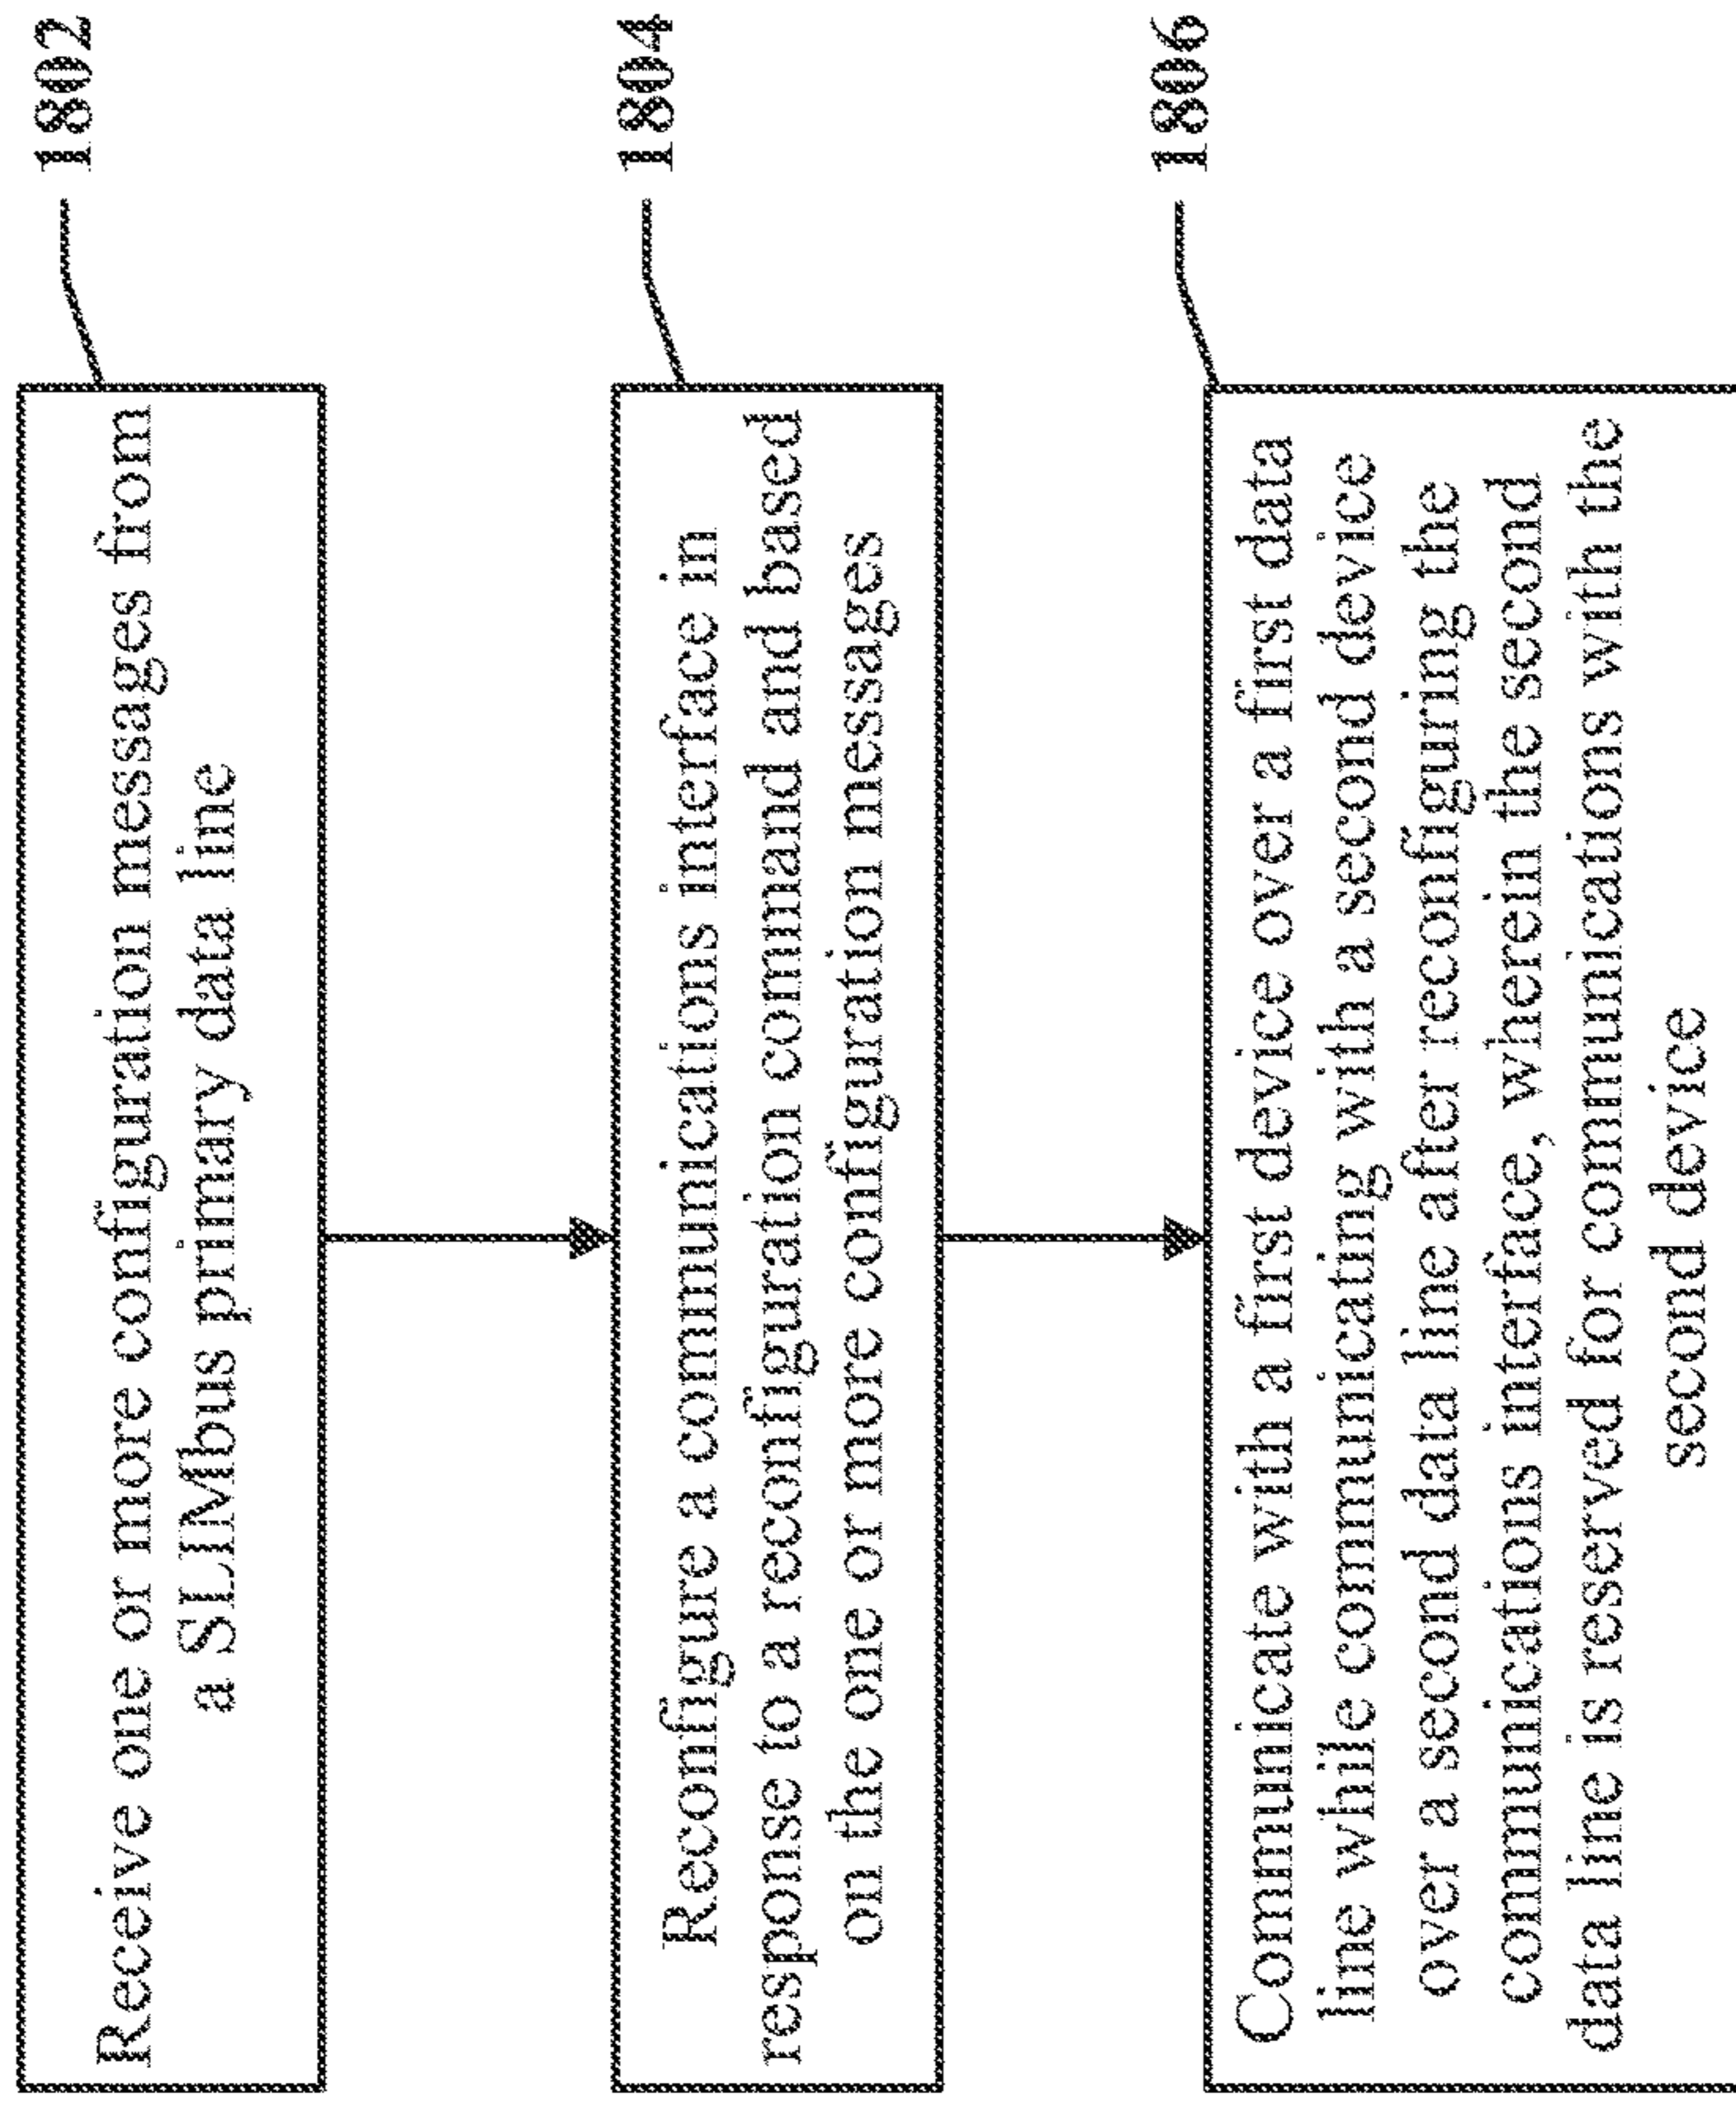 1802
Receive one or more configuration messages from
a SLIMbus primary data line
1804
Reconfigure a communications interface in
response to a reconfiguration command and based
on the one or more configuration messages
1806
Communicate with a first device over a first data
line while communicating with a second device
over a second data line after reconfiguring the
communications interface, wherein the second
data line is reserved for communications with the
second device